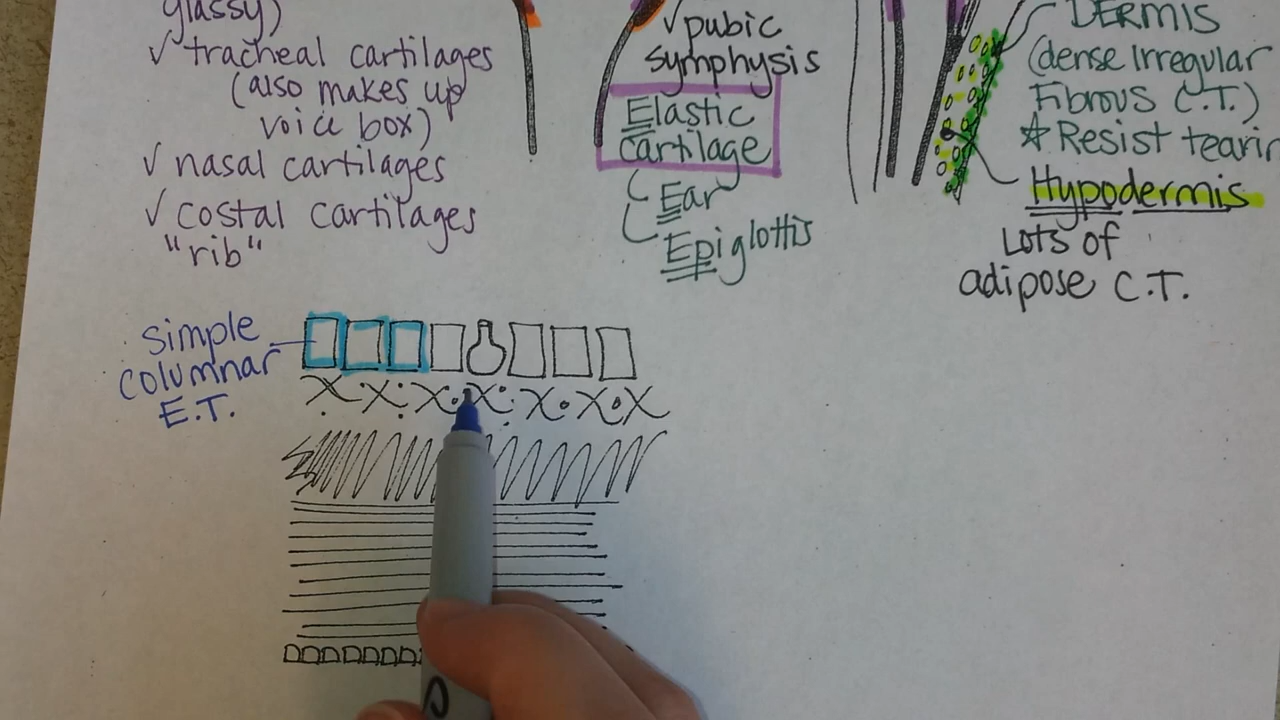 glassy)
✓ tracheal cartilages
(also makes up
voice box)
✓ nasal cartilages
✓ costal cartilages
"rib"
✓ pubic
symphysis
Elastic
Cartilage
Ear
Epiglottis
DERMIS
(dense Irregular
Fibrous C.T.)
☆ Resist tearin
Hypodermis
Lots of
adipose C.T.
simple
columnar
E.T.